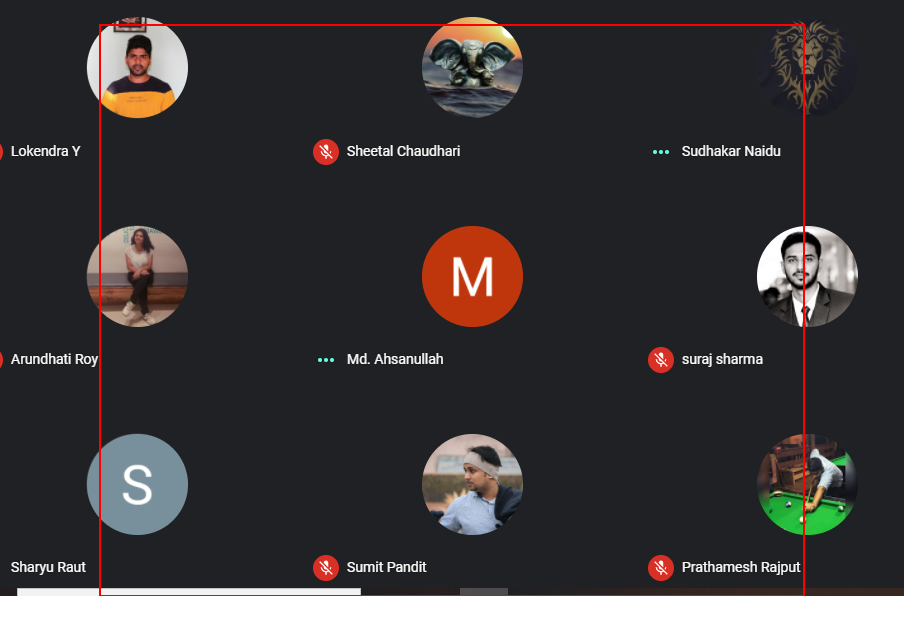 Lokendra Y
Sheetal Chaudhari
Sudhakar Naidu
M
Arundhati Roy
Md. Ahsanullah
suraj sharma
S
Sharyu Raut
Sumit Pandit
Prathamesh Rajput